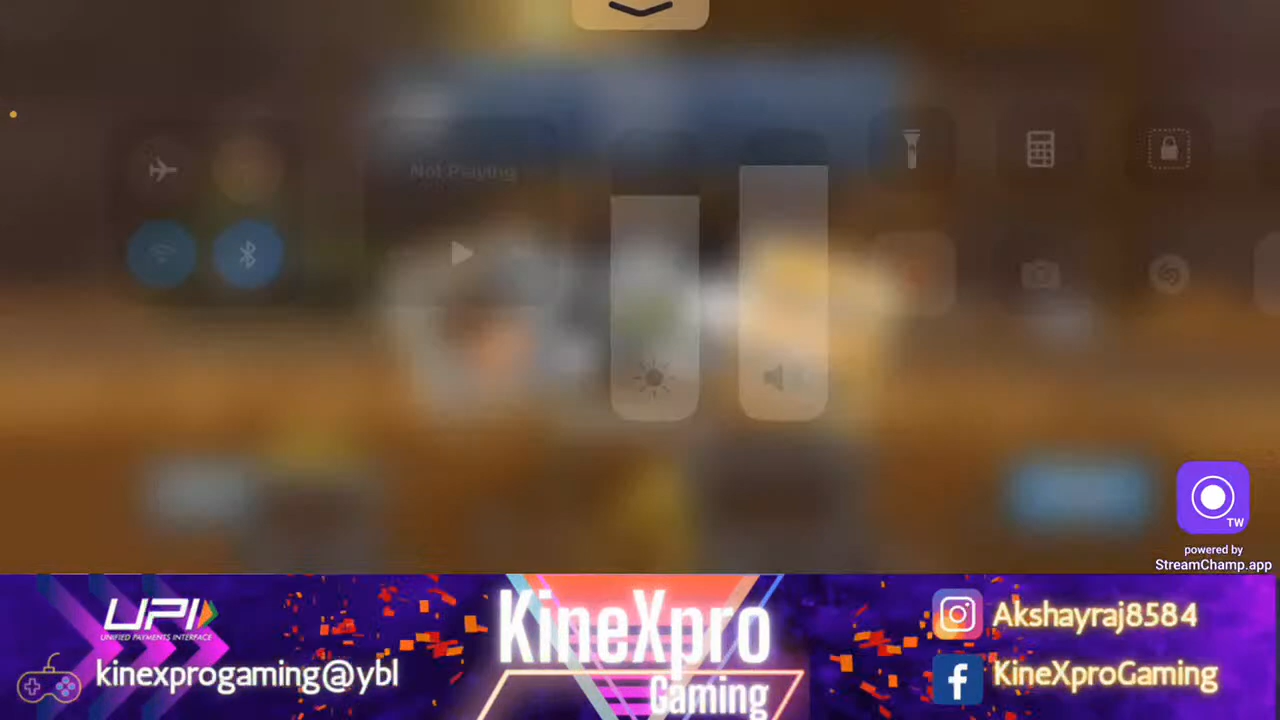 Not Playing
TW
powered by
StreamChamp.app
UPI
UNIFIED PAYMENTS INTERFACE
kinexprogaming@ybl
KineXpro
Gaming
Akshayraj8584
KineXproGaming